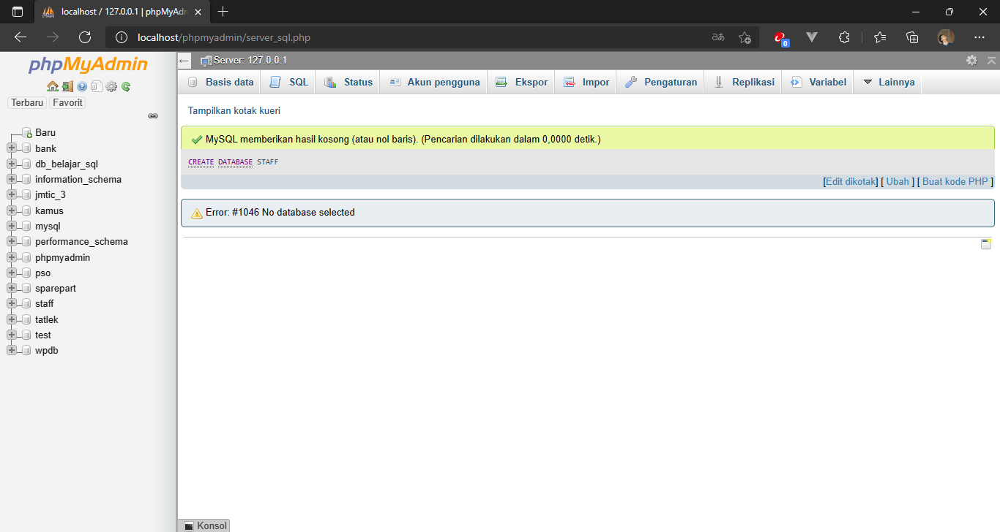 localhost / 127.0.0.1 | phpMyAdn
localhost/phpmyadmin/server_sql.php
0
phpMyAdmin
Terbaru Favorit
Baru
bank
db_belajar_sql
information_schema
jmtic_3
kamus
mysql
performance_schema
phpmyadmin
pso
sparepart
staff
tatlek
test
wpdb
Server: 127.0.0.1
Basis data SQL Status Akun pengguna Ekspor Impor Pengaturan Replikasi Variabel Lainnya
Tampilkan kotak kueri
MySQL memberikan hasil kosong (atau nol baris). (Pencarian dilakukan dalam 0,0000 detik.)
CREATE DATABASE STAFF
[Edit dikotak] [ Ubah ] [ Buat kode PHP ]
Error: #1046 No database selected
Konsol